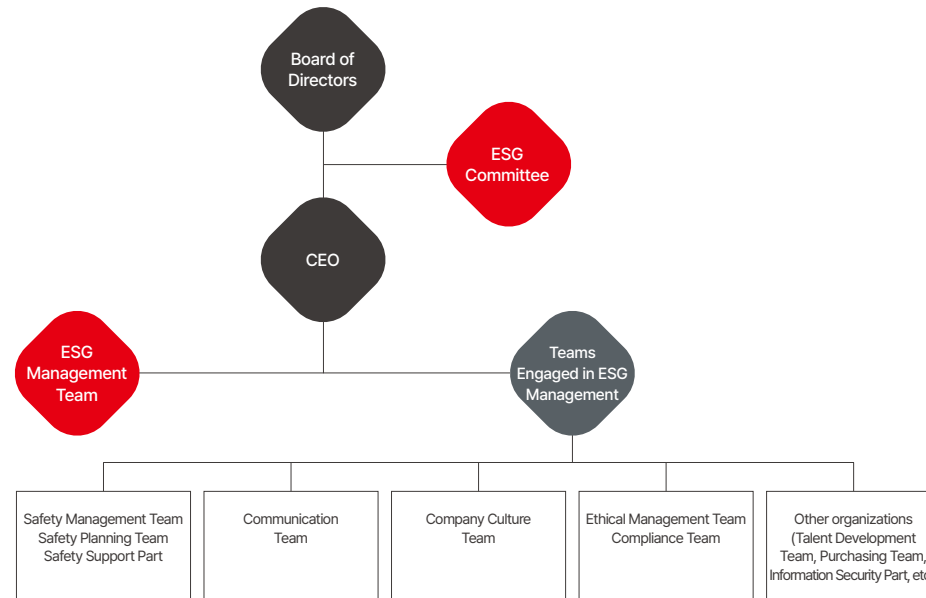 Board of
Directors
ESG
Committee
CEO
ESG
Management
Team
Teams
Engaged in ESG
Management
Safety Management Team
Safety Planning Team
Safety Support Part
Communication
Team
Company Culture
Team
Ethical Management Team
Compliance Team
Other organizations
(Talent Development
Team, Purchasing Team,
Information Security Part, etc